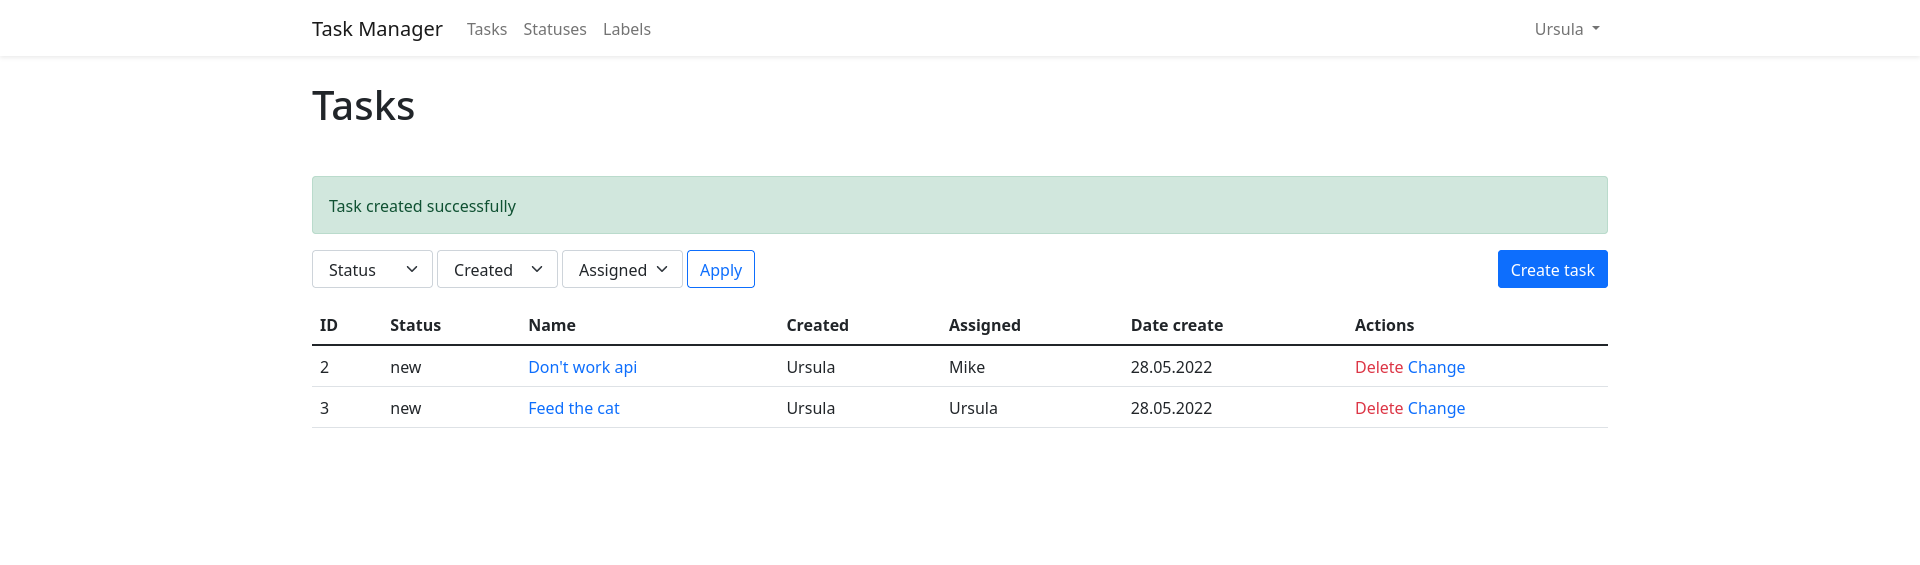 Task Manager Tasks Statuses Labels Ursula
Tasks
Task created successfully
Status Created Assigned Apply Create task
ID Status Name Created Assigned Date create Actions
2 new Don't work api Ursula Mike 28.05.2022 Delete Change
3 new Feed the cat Ursula Ursula 28.05.2022 Delete Change